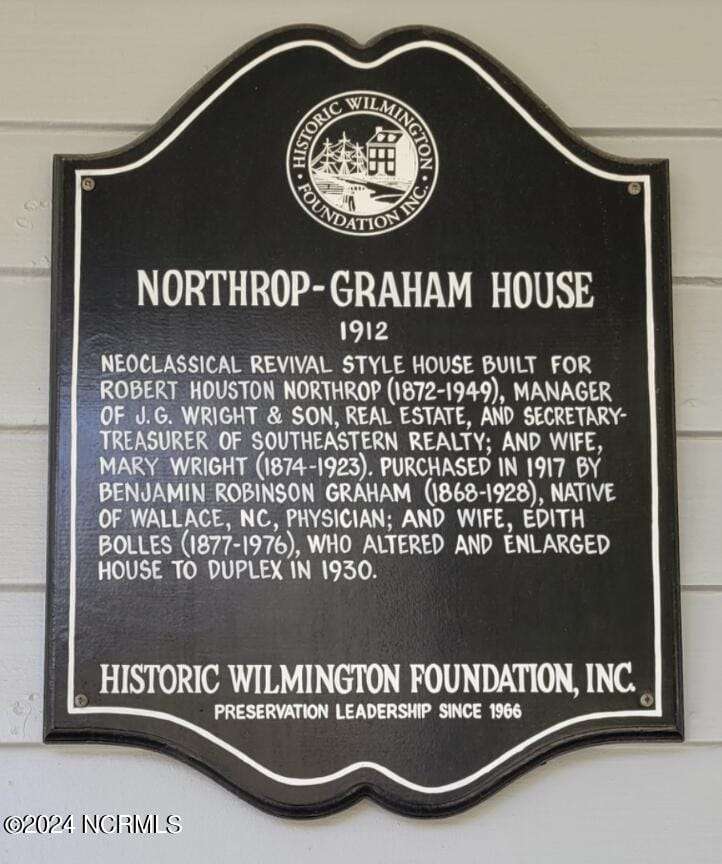 HISTORIC WILMINGTON
FOUNDATION INC.
NORTHROP-GRAHAM HOUSE
1912
NEOCLASSICAL REVIVAL STYLE HOUSE BUILT FOR
ROBERT HOUSTON NORTHROP (1872-1949), MANAGER
OF J.G. WRIGHT & SON, REAL ESTATE, AND SECRETARY-
TREASURER OF SOUTHEASTERN REALTY; AND WIFE,
MARY WRIGHT (1874-1923). PURCHASED IN 1917 BY
BENJAMIN ROBINSON GRAHAM (1868-1928), NATIVE
OF WALLACE, NC, PHYSICIAN; AND WIFE, EDITH
BOLLES (1877-1976), WHO ALTERED AND ENLARGED
HOUSE TO DUPLEX IN 1930.
HISTORIC WILMINGTON FOUNDATION, INC.
PRESERVATION LEADERSHIP SINCE 1966
©2024 NCRMLS